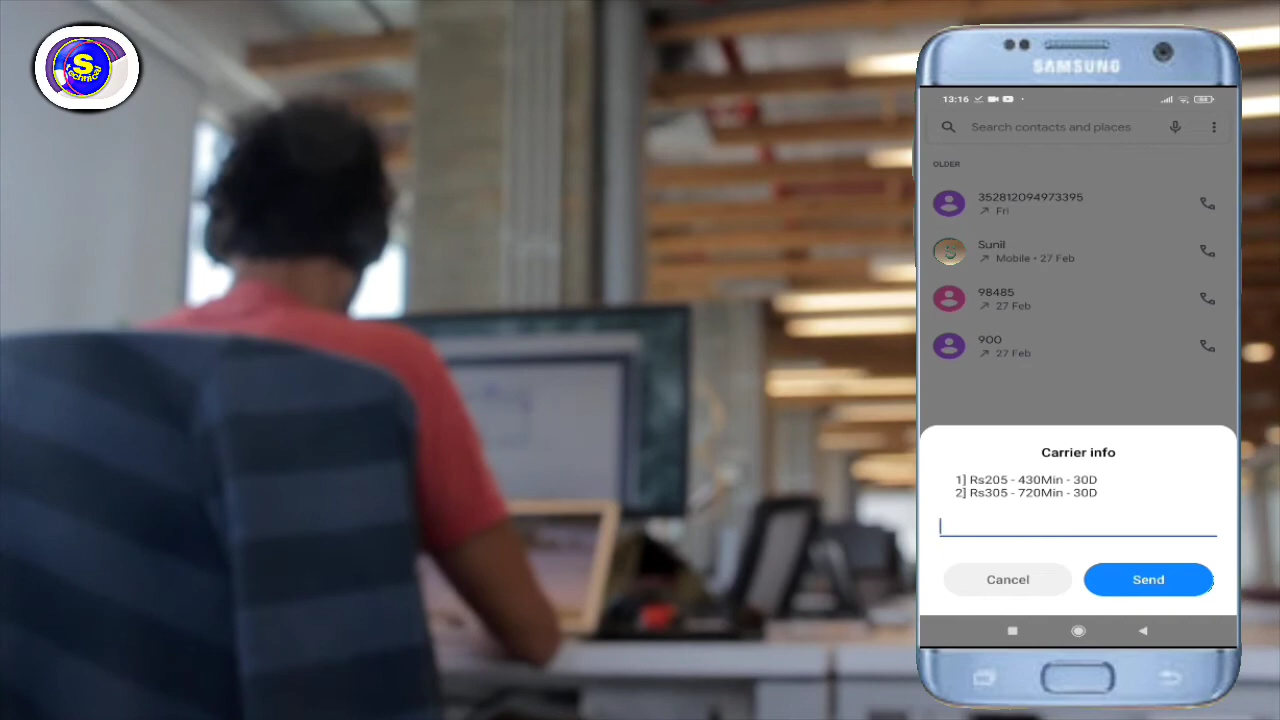 S
Technical
SAMSUNG
13:16
Search contacts and places
OLDER
352812094973395
Fri
Sunil
S
Mobile • 27 Feb
98485
27 Feb
900
27 Feb
Carrier info
1] Rs205 - 430Min - 30D
2] Rs305 - 720Min - 30D
Cancel
Send